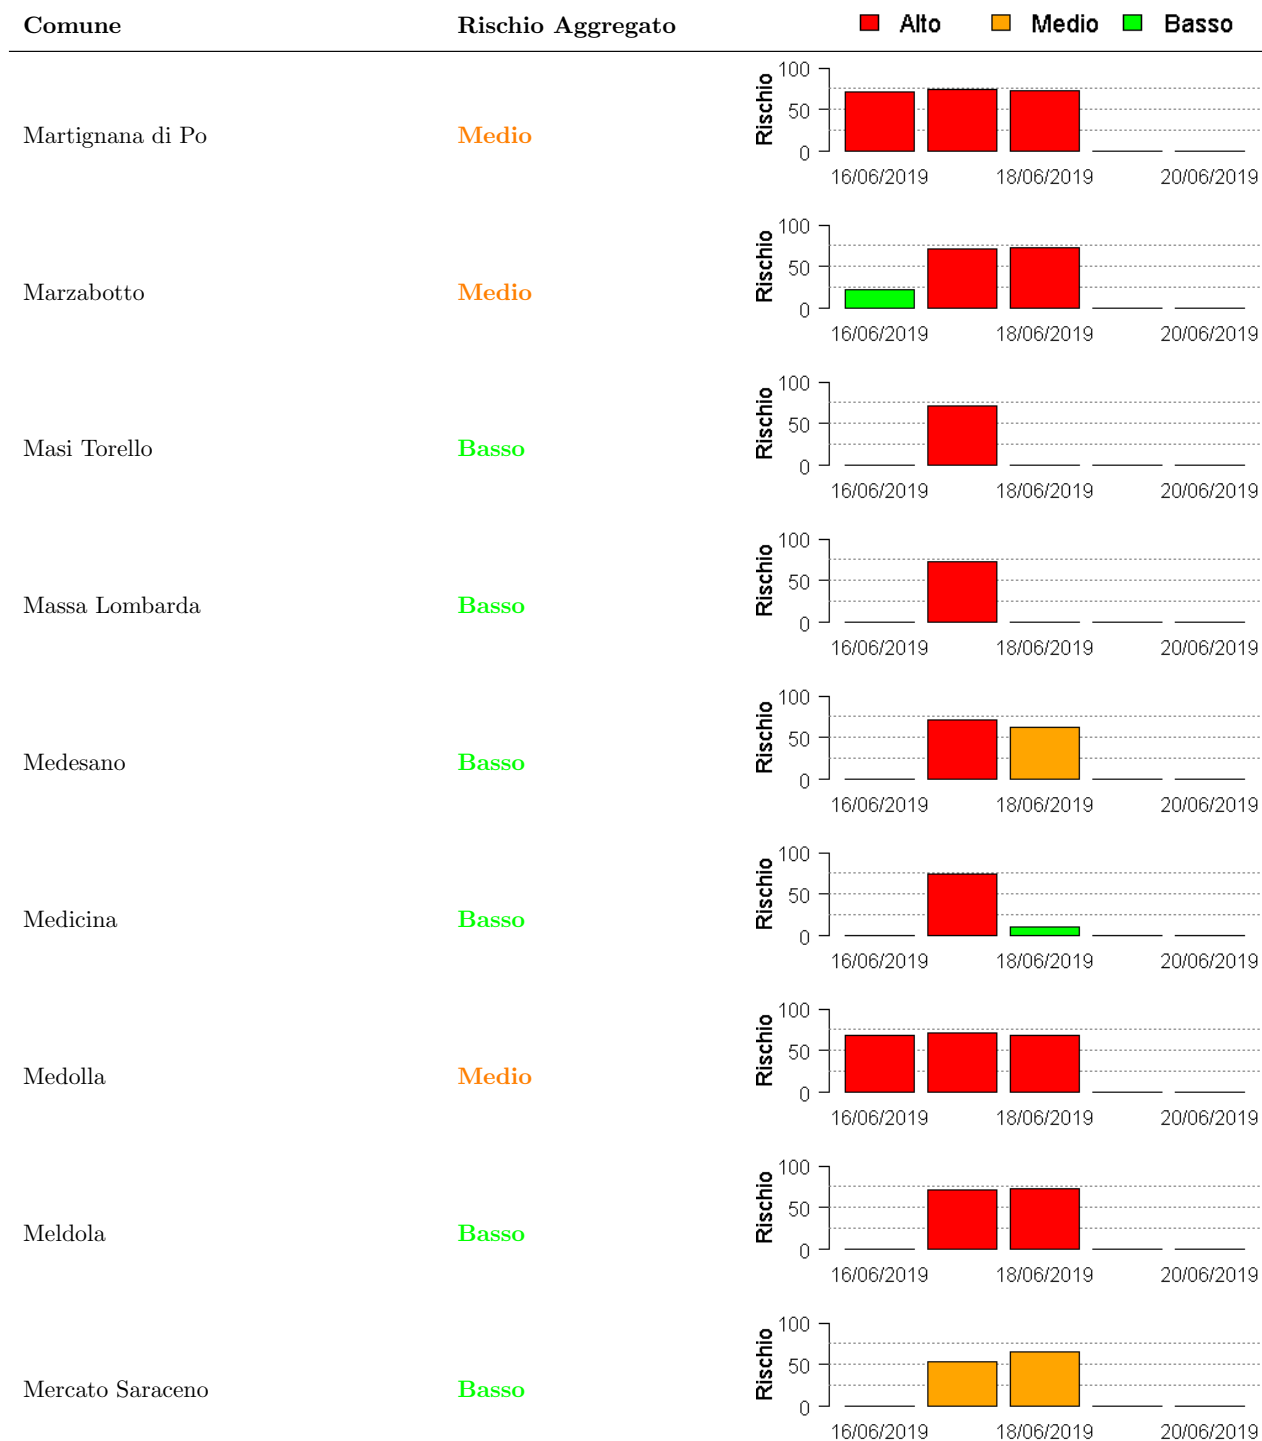 Comune Rischio Aggregato Alto Medio Basso
Martignana di Po Medio Rischio 100 50 0
16/06/2019 18/06/2019 20/06/2019
Marzabotto Medio Rischio 100 50 0
16/06/2019 18/06/2019 20/06/2019
Masi Torello Basso Rischio 100 50 0
16/06/2019 18/06/2019 20/06/2019
Massa Lombarda Basso Rischio 100 50 0
16/06/2019 18/06/2019 20/06/2019
Medesano Basso Rischio 100 50 0
16/06/2019 18/06/2019 20/06/2019
Medicina Basso Rischio 100 50 0
16/06/2019 18/06/2019 20/06/2019
Medolla Medio Rischio 100 50 0
16/06/2019 18/06/2019 20/06/2019
Meldola Basso Rischio 100 50 0
16/06/2019 18/06/2019 20/06/2019
Mercato Saraceno Basso Rischio 100 50 0
16/06/2019 18/06/2019 20/06/2019